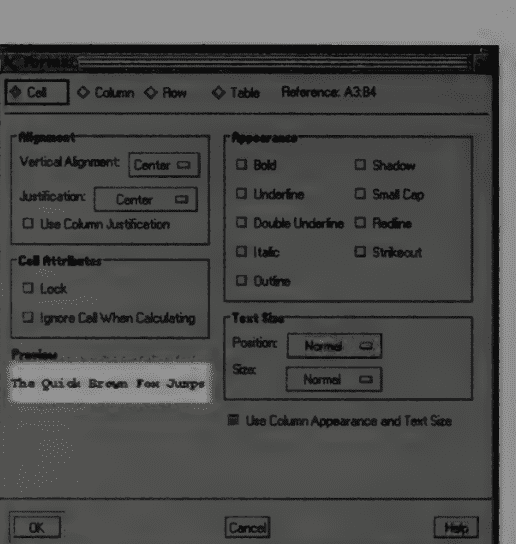 Format
Cell Column Row Table Reference: A3:B4
Alignment
Vertical Alignment: Center
Justification: Center
Use Column Justification
Cell Attributes
Lock
Ignore Cell When Calculating
Preview
The Quick Brown Fox Jumps
Appearance
Bold Shadow
Underline Small Cap
Double Underline Redline
Italic Strikeout
Outline
Text Size
Position: Normal
Size: Normal
Use Column Appearance and Text Size
OK Cancel Help